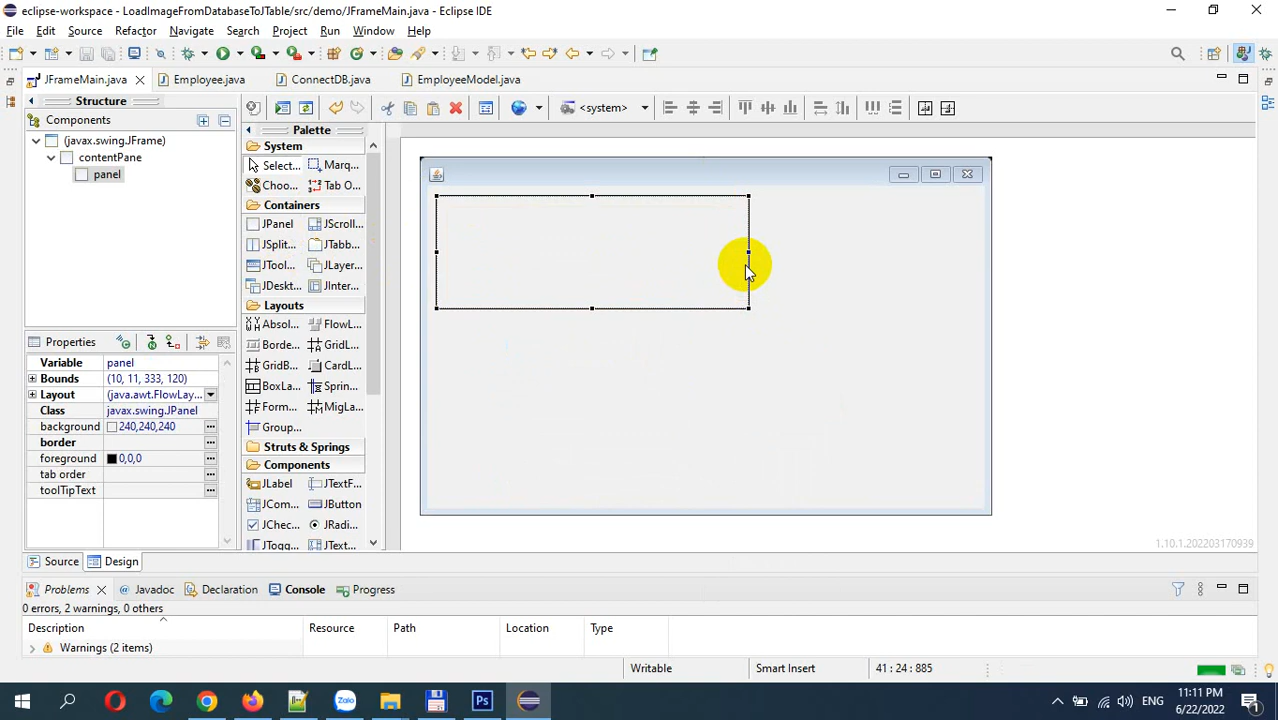 eclipse-workspace - LoadImageFromDatabaseToJTable/src/demo/JFrameMain.java - Eclipse IDE
File Edit Source Refactor Navigate Search Project Run Window Help
JFrameMain.java Employee.java ConnectDB.java EmployeeModel.java
Structure
Components
(javax.swing.JFrame)
contentPane
panel
Properties
Variable panel
Bounds (10, 11, 333, 120)
Layout (java.awt.FlowLay...
Class javax.swing.JPanel
background 240,240,240
border
foreground 0,0,0
tab order
toolTipText
Source Design
<system>
Palette
System
Select... Marq...
Choo... Tab O...
Containers
JPanel JScroll...
JSplit... JTabb...
JTool... JLayer...
JDeskt... JInter...
Layouts
Absol... FlowL...
Borde... GridL...
GridB... CardL...
BoxLa... Sprin...
Form... MigLa...
Group...
Struts & Springs
Components
JLabel JTextF...
JCom... JButton
JChec... JRadi...
JTogg... JText...
1.10.1.202203170939
Problems Javadoc Declaration Console Progress
0 errors, 2 warnings, 0 others
Description Resource Path Location Type
Warnings (2 items)
Writable Smart Insert 41 : 24 : 885
Zalo Ps ENG 11:11 PM
6/22/2022